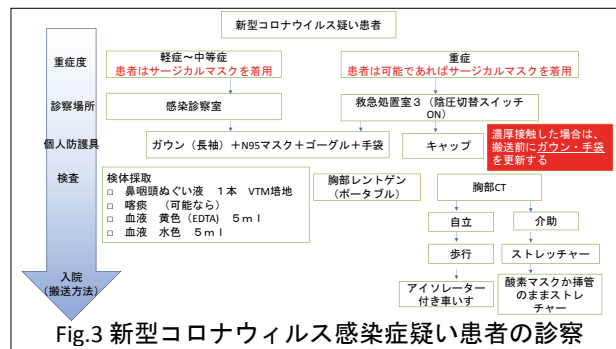 新型コロナウイルス疑い患者
重症度
軽症～中等症
患者はサージカルマスクを着用
重症
患者は可能であればサージカルマスクを着用
診察場所
感染診察室
救急処置室３（陰圧切替スイッチ
ON）
個人防護具
ガウン（長袖）＋N95マスク＋ゴーグル＋手袋
キャップ
濃厚接触した場合は、
搬送前にガウン・手袋
を更新する
検査
検体採取
□ 鼻咽頭ぬぐい液 １本 VTM培地
□ 喀痰 （可能なら）
□ 血液 黄色（EDTA） ５ｍｌ
□ 血液 水色 ５ｍｌ
胸部レントゲン
（ポータブル）
胸部CT
自立
介助
歩行
ストレッチャー
入院
（搬送方法）
アイソレーター
付き車いす
酸素マスクか挿管
のままストレ
チャー
Fig.3 新型コロナウィルス感染症疑い患者の診察